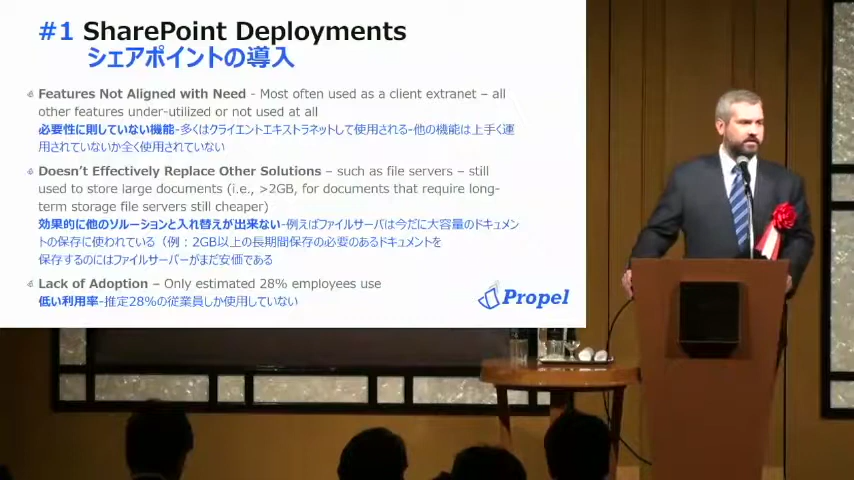 #1 SharePoint Deployments
シェアポイントの導入
Features Not Aligned with Need - Most often used as a client extranet – all
other features under-utilized or not used at all
必要性に則していない機能-多くはクライエントエキストラネットして使用される-他の機能は上手く運
用されていないか全く使用されていない
Doesn't Effectively Replace Other Solutions – such as file servers – still
used to store large documents (i.e., >2GB, for documents that require long-
term storage file servers still cheaper)
効果的に他のソルーションと入れ替えが出来ない-例えばファイルサーバは今だに大容量のドキュメン
トの保存に使われている（例：2GB以上の長期間保存の必要のあるドキュメントを
保存するのにはファイルサーバーがまだ安価である
Lack of Adoption – Only estimated 28% employees use
低い利用率-推定28%の従業員しか使用していない
Propel